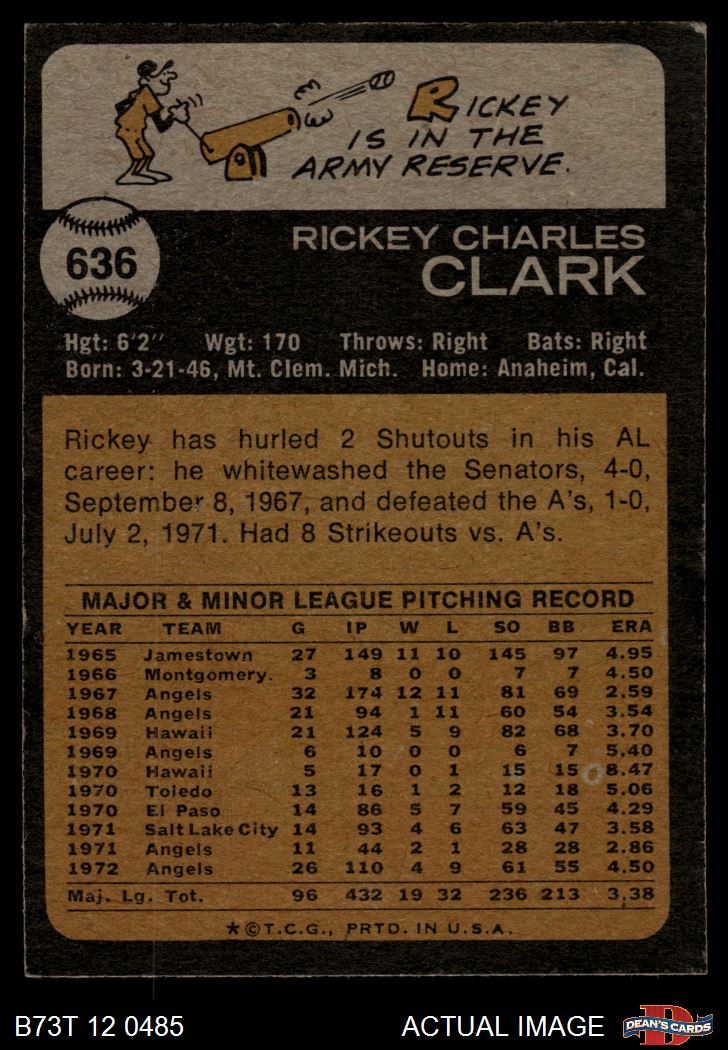 RICKEY
IS IN THE
ARMY RESERVE.
636
RICKEY CHARLES
CLARK
Hgt: 6'2" Wgt: 170 Throws: Right Bats: Right
Born: 3-21-46, Mt. Clem. Mich. Home: Anaheim, Cal.
Rickey has hurled 2 Shutouts in his AL
career: he whitewashed the Senators, 4-0,
September 8, 1967, and defeated the A's, 1-0,
July 2, 1971. Had 8 Strikeouts vs. A's.
MAJOR & MINOR LEAGUE PITCHING RECORD
YEAR TEAM G IP W L SO BB ERA
1965 Jamestown 27 149 11 10 145 97 4.95
1966 Montgomery. 3 8 0 0 7 7 4.50
1967 Angels 32 174 12 11 81 69 2.59
1968 Angels 21 94 1 11 60 54 3.54
1969 Hawaii 21 124 5 9 82 68 3.70
1969 Angels 6 10 0 0 6 7 5.40
1970 Hawaii 5 17 0 1 15 15 8.47
1970 Toledo 13 16 1 2 12 18 5.06
1970 El Paso 14 86 5 7 59 45 4.29
1971 Salt Lake City 14 93 4 6 63 47 3.58
1971 Angels 11 44 2 1 28 28 2.86
1972 Angels 26 110 4 9 61 55 4.50
Maj. Lg. Tot. 96 432 19 32 236 213 3.38
*©T.C.G., PRTD. IN U.S.A.
B73T 12 0485 ACTUAL IMAGE DEAN'S CARDS